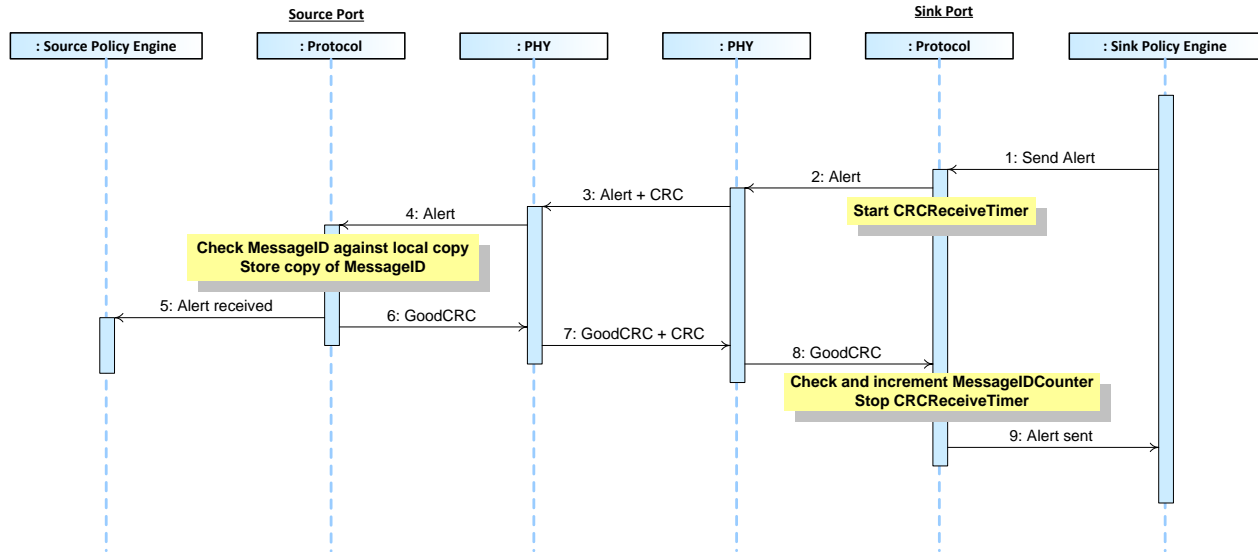 Source Port
Sink Port
: Source Policy Engine
: Protocol
: PHY
: PHY
: Protocol
: Sink Policy Engine
1: Send Alert
2: Alert
3: Alert + CRC
Start CRCReceiveTimer
4: Alert
Check MessageID against local copy
Store copy of MessageID
5: Alert received
6: GoodCRC
7: GoodCRC + CRC
8: GoodCRC
Check and increment MessageIDCounter
Stop CRCReceiveTimer
9: Alert sent